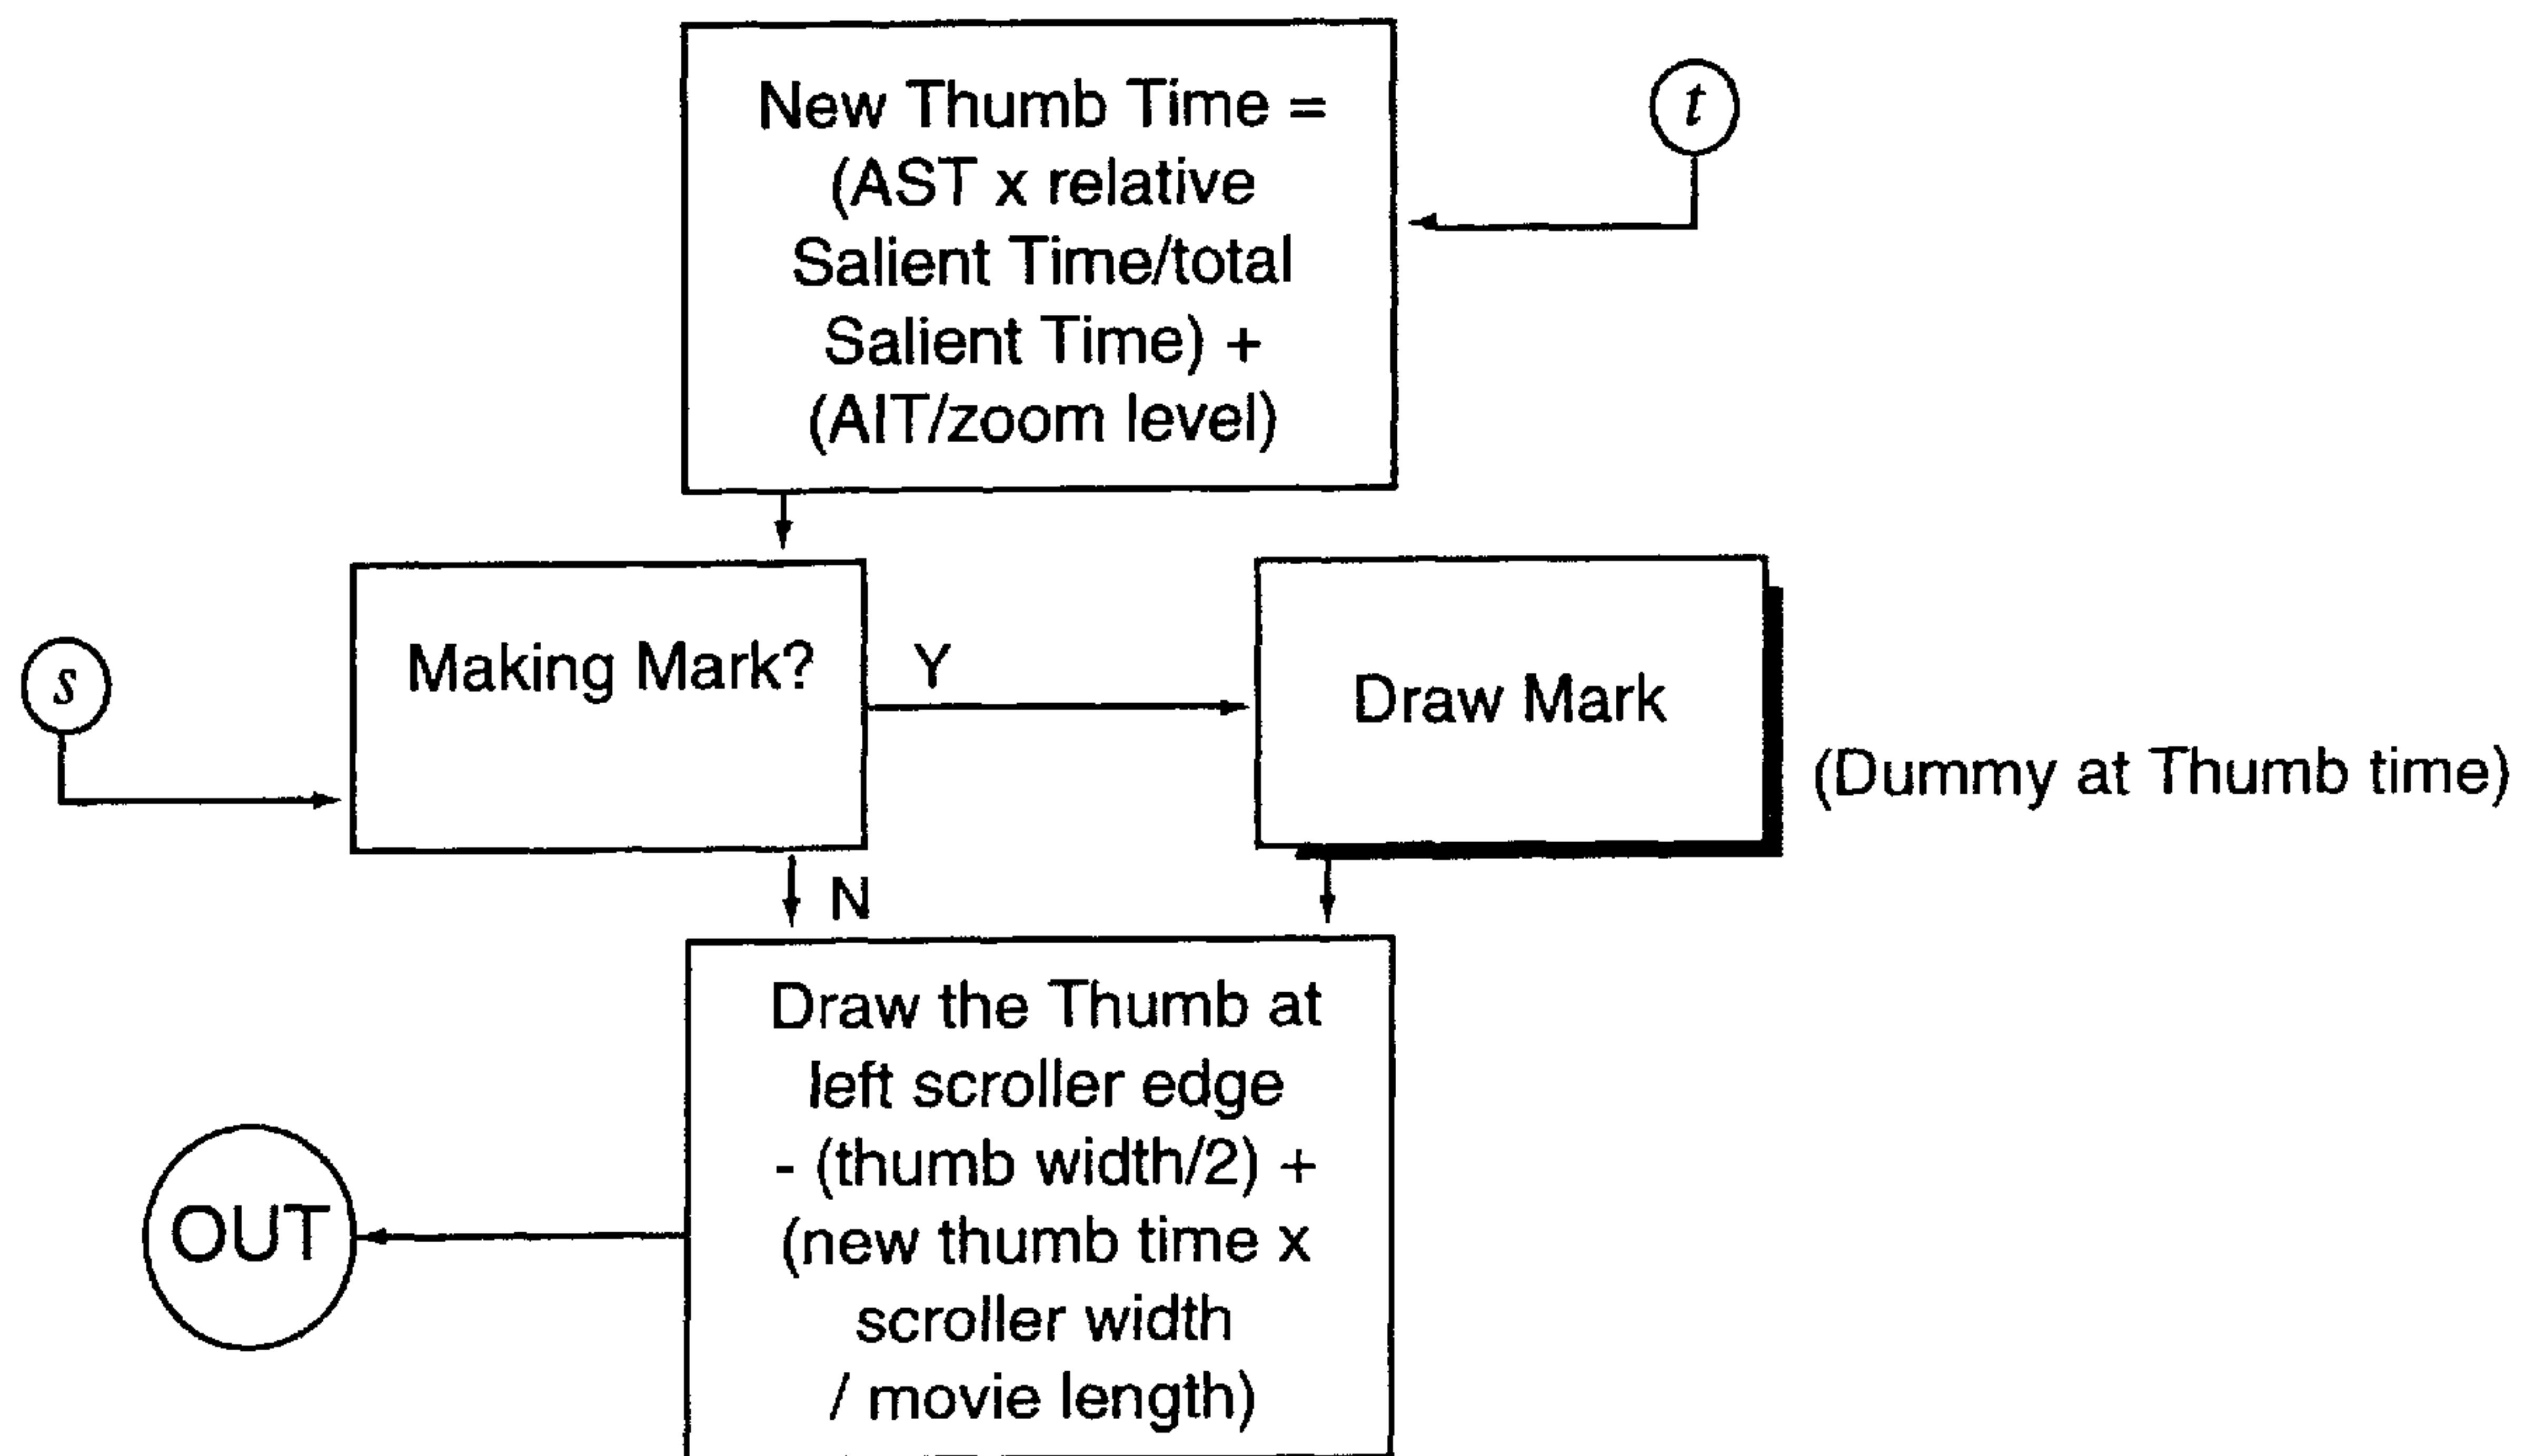 New Thumb Time =
(AST x relative
Salient Time/total
Salient Time) +
(AIT/zoom level)
t
s
Making Mark?
Y
Draw Mark
(Dummy at Thumb time)
N
Draw the Thumb at
left scroller edge
- (thumb width/2) +
(new thumb time x
scroller width
/ movie length)
OUT